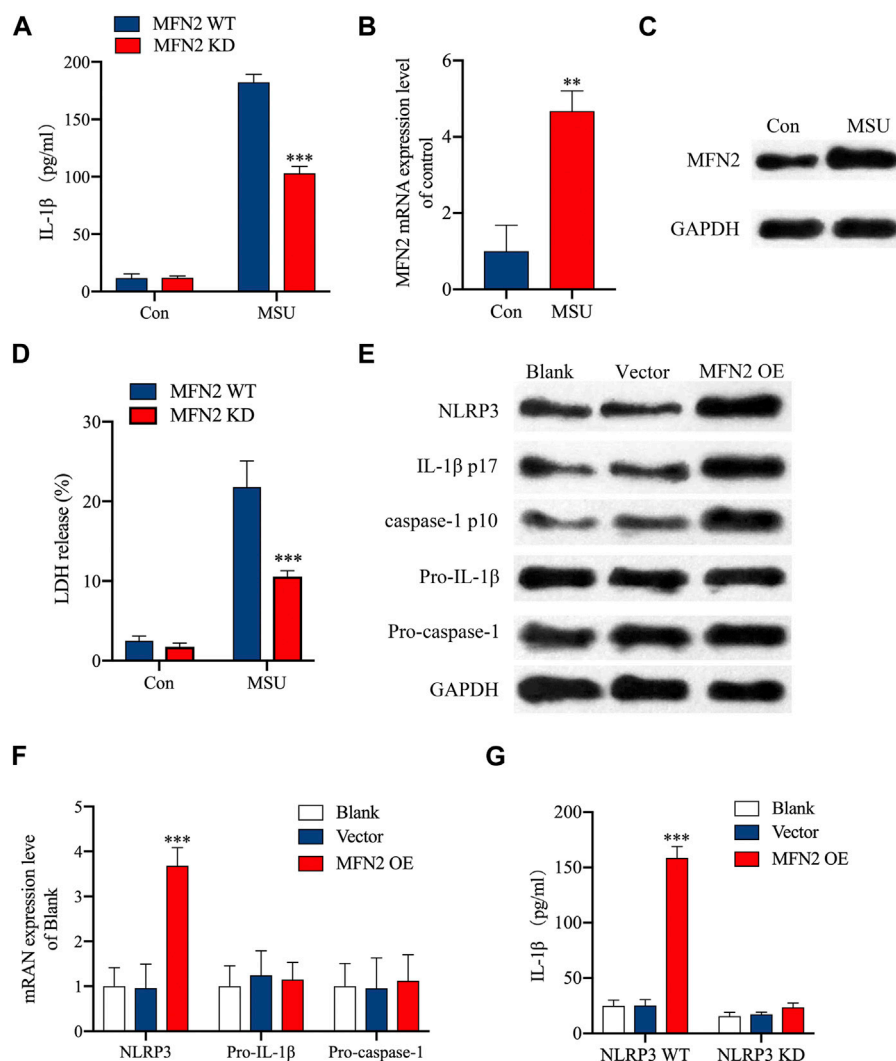 A
MFN2 WT
MFN2 KD
IL-1β （pg/ml）
200
150
100
50
0
***
Con
MSU
B
MFN2 mRNA expression level
of control
6
4
2
0
**
Con
MSU
C
Con MSU
MFN2
GAPDH
D
MFN2 WT
MFN2 KD
LDH release (%)
30
20
10
0
***
Con
MSU
E
Blank Vector MFN2 OE
NLRP3
IL-1β p17
caspase-1 p10
Pro-IL-1β
Pro-caspase-1
GAPDH
F
Blank
Vector
MFN2 OE
mRAN expression leve
of Blank
5
4
3
2
1
0
***
NLRP3
Pro-IL-1β
Pro-caspase-1
G
Blank
Vector
MFN2 OE
IL-1β （pg/ml）
200
150
100
50
0
***
NLRP3 WT
NLRP3 KD